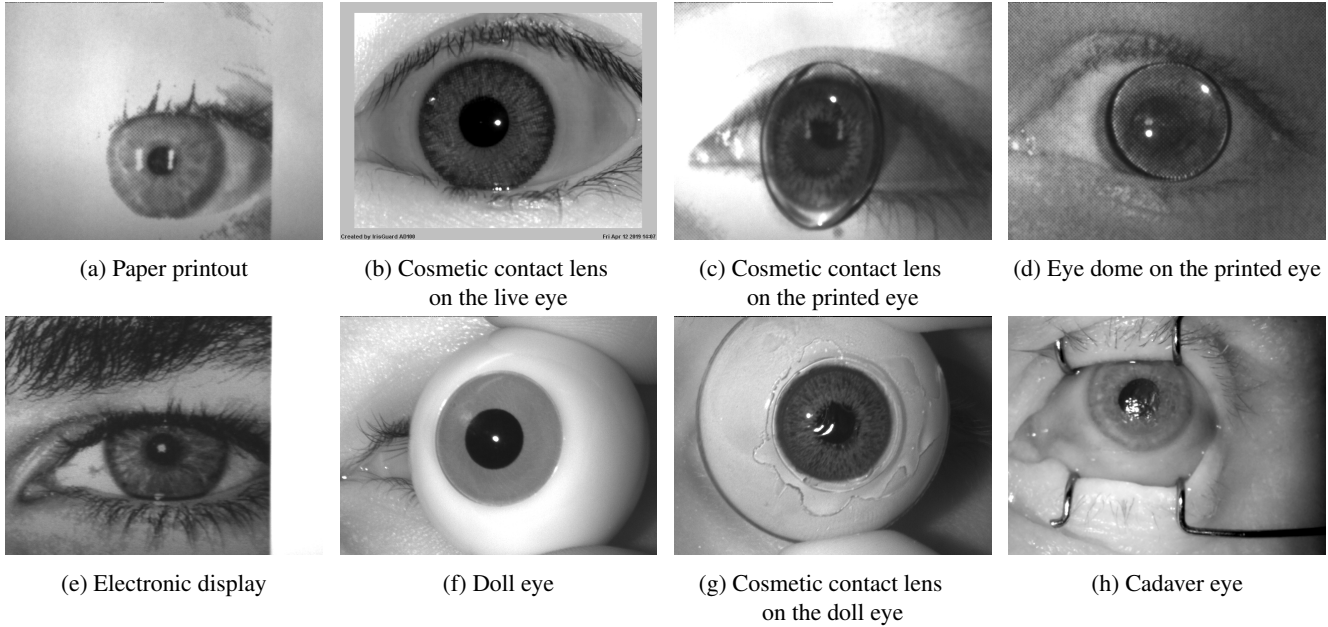 Created by IrisGuard AD100
Fri Apr 12 2019 14:07
(a) Paper printout
(b) Cosmetic contact lens
on the live eye
(c) Cosmetic contact lens
on the printed eye
(d) Eye dome on the printed eye
(e) Electronic display
(f) Doll eye
(g) Cosmetic contact lens
on the doll eye
(h) Cadaver eye